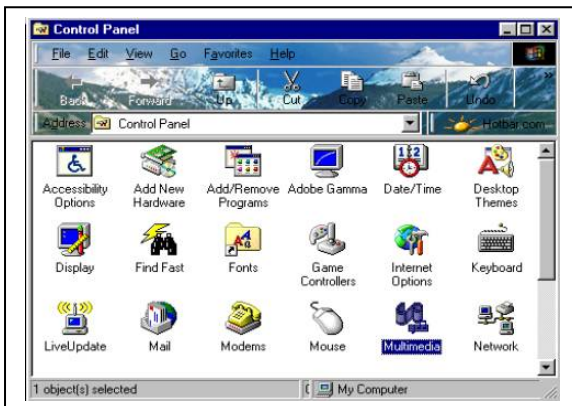 Control Panel
File Edit View Go Favorites Help
Back Forward Up Cut Copy Paste Undo
Address Control Panel Hotbar.com
Accessibility Options Add New Hardware Add/Remove Programs Adobe Gamma Date/Time Desktop Themes
Display Find Fast Fonts Game Controllers Internet Options Keyboard
LiveUpdate Mail Modems Mouse Multimedia Network
1 object(s) selected My Computer